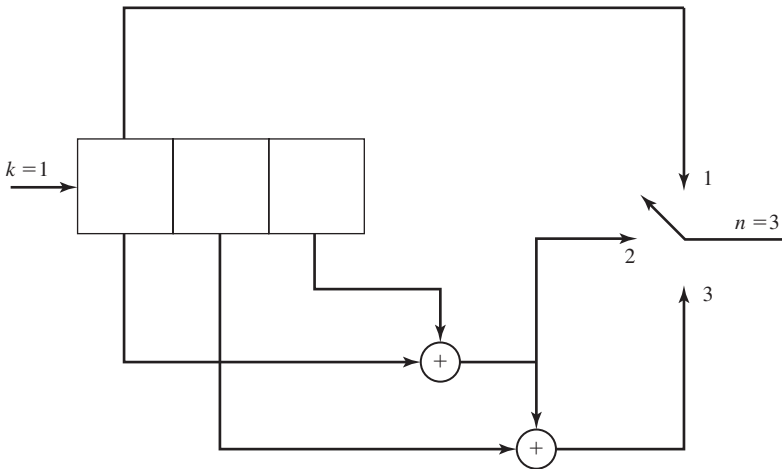 k = 1
1
n = 3
2
3
+
+